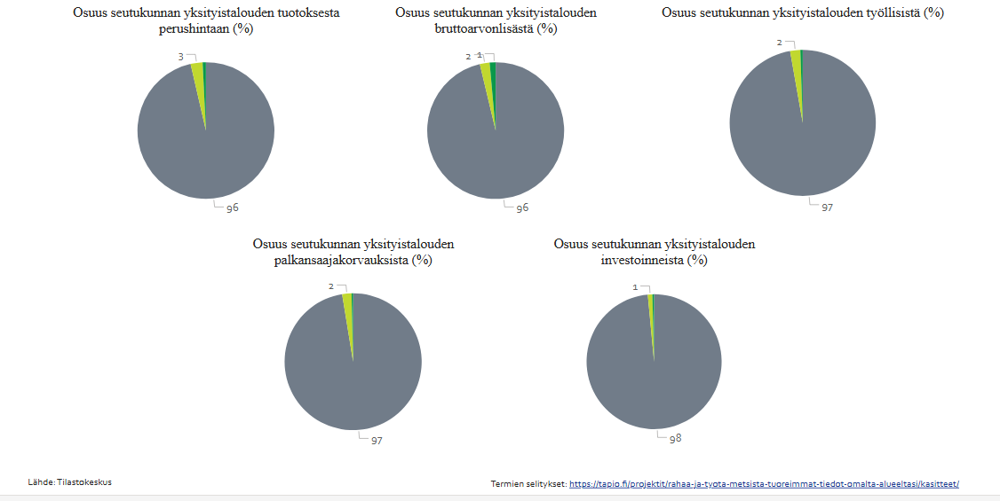 Osuus seutukunnan yksityistalouden tuotoksesta
perushintaan (%)
Osuus seutukunnan yksityistalouden
bruttoarvonlisästä (%)
Osuus seutukunnan yksityistalouden työllisistä (%)
3
96
2
1
96
2
97
Osuus seutukunnan yksityistalouden
palkansaajakorvauksista (%)
Osuus seutukunnan yksityistalouden
investoinneista (%)
2
97
1
98
Lähde: Tilastokeskus
Termien selitykset: https://tapio.fi/projektit/rahaa-ja-tyota-metsista-tuoreimmat-tiedot-omalta-alueeltasi/kasitteet/